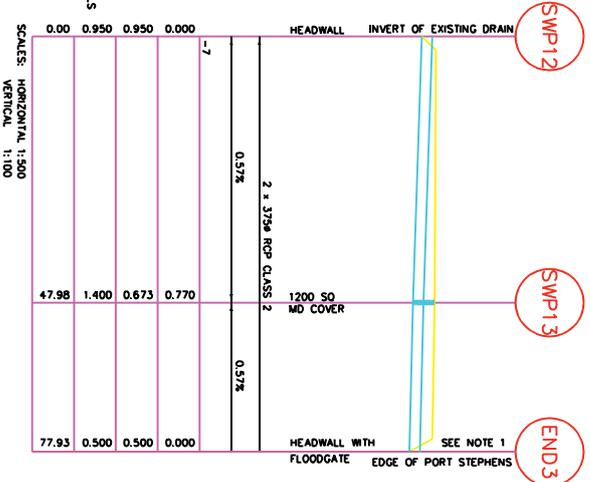 SWP12
.S
0.00 0.950 0.950 0.000
HEADWALL
INVERT OF EXISTING DRAIN
-7
SCALES: HORIZONTAL 1:500
VERTICAL 1:100
0.57%
2 x 375ø RCP CLASS 2
SWP13
47.98 1.400 0.673 0.770
1200 SQ
MD COVER
0.57%
END3
77.93 0.500 0.500 0.000
HEADWALL WITH
FLOODGATE
SEE NOTE 1
EDGE OF PORT STEPHENS